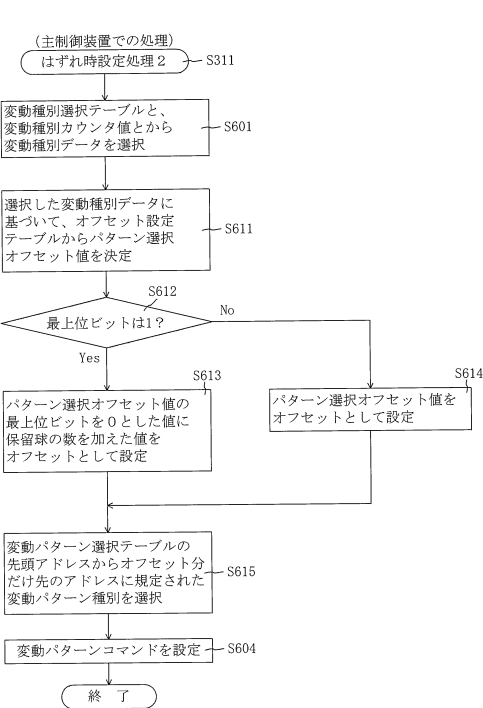 (主制御装置での処理)
はずれ時設定処理2
S311
変動種別選択テーブルと、
変動種別カウンタ値とから
変動種別データを選択
S601
選択した変動種別データに
基づいて、オフセット設定
テーブルからパターン選択
オフセット値を決定
S611
S612
最上位ビットは1?
No
Yes
S613
パターン選択オフセット値の
最上位ビットを0とした値に
保留球の数を加えた値を
オフセットとして設定
S614
パターン選択オフセット値を
オフセットとして設定
変動パターン選択テーブルの
先頭アドレスからオフセット分
だけ先のアドレスに規定された
変動パターン種別を選択
S615
変動パターンコマンドを設定
S604
終 了